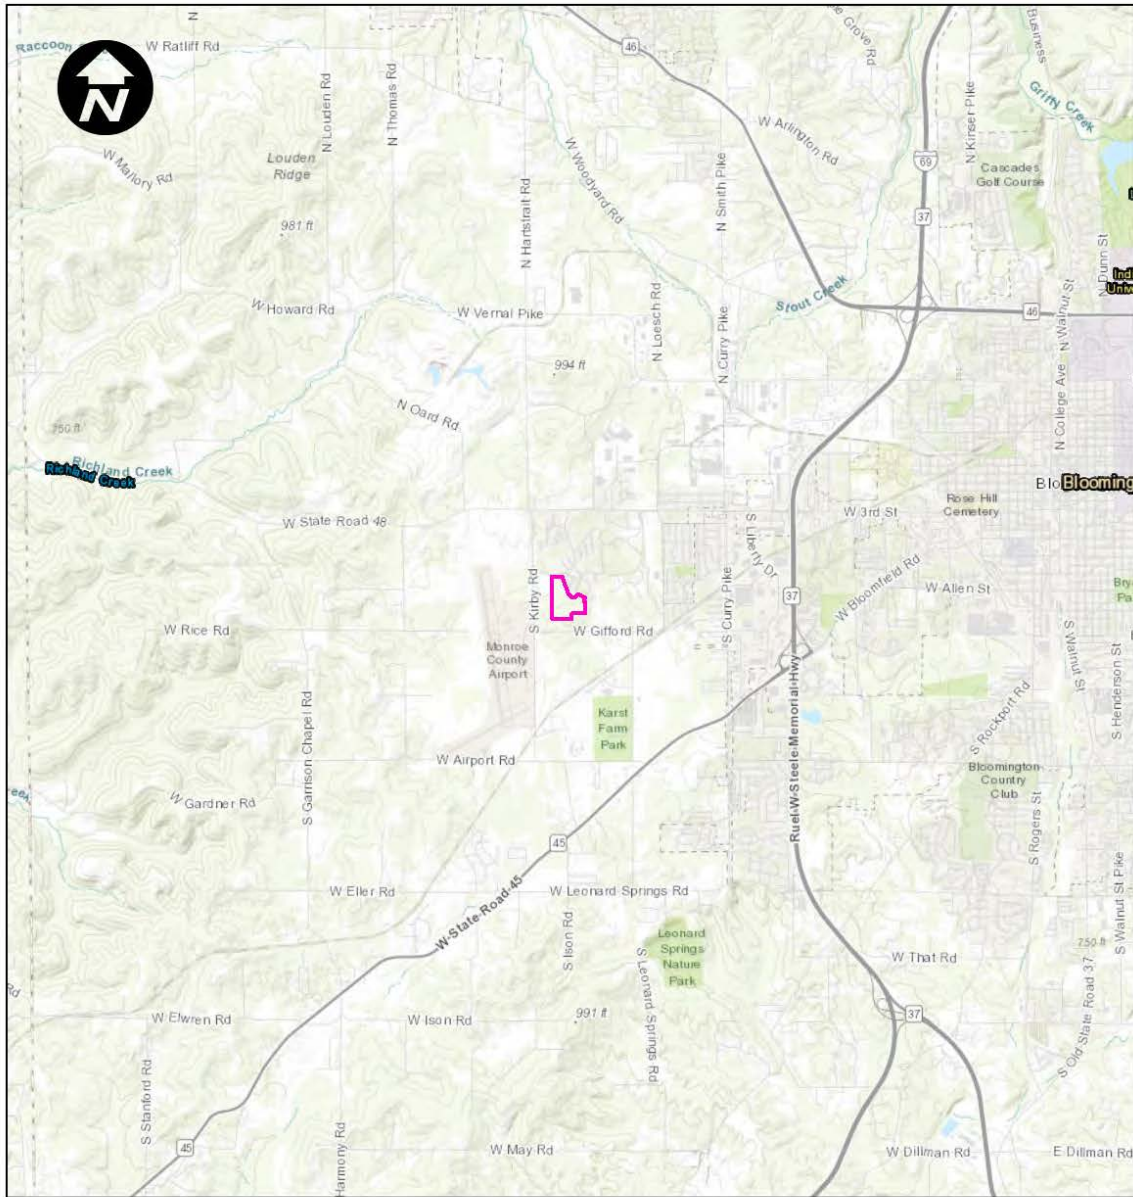 Raccoon
W Ratliff Rd
N
46
Grove Rd
Business
Griffy Creek
N Louden Rd
N Thomas Rd
W Arlington Rd
N Kinser Pike
W Mallory Rd
Louden
Ridge
W Woodyard Rd
N Smith Pike
69
Cascades
Golf Course
N Hartstrait Rd
981 ft
37
N Dunn St
W Howard Rd
W Vernal Pike
Stout Creek
46
N Walnut St
N Loesch Rd
N Curry Pike
994 ft
N College Ave
N Oard Rd
750 ft
Richland Creek
Richland Creek
Blooming
W State Road 48
W 3rd St
Rose Hill
Cemetery
S Liberty Dr
W Bloomfield Rd
S Kirby Rd
S Curry Pike
37
W Allen St
W Rice Rd
W Gifford Rd
S Walnut St
S Henderson St
Monroe
County
Airport
Ruel-W-Steele-Memorial-Hwy
S Garrison Chapel Rd
Karst
Farm
Park
S Rockport Rd
W Airport Rd
Bloomington
Country
Club
W Gardner Rd
S Rogers St
45
W Eller Rd
W Leonard Springs Rd
S Walnut St Pike
W-State-Road-45
S Ison Rd
Leonard
Springs
Nature
Park
S Leonard Springs Rd
750 ft
W That Rd
S Old State Road 37
W Elwren Rd
W Ison Rd
991 ft
37
S Stanford Rd
Harmony Rd
45
W May Rd
W Dillman Rd
E Dillman Rd